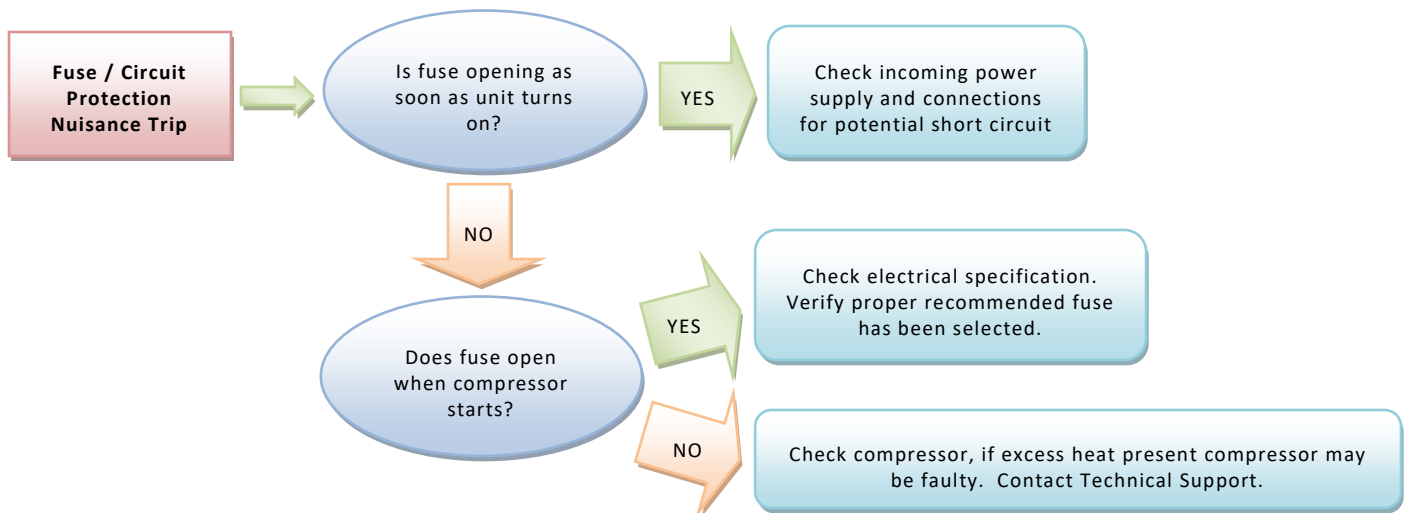 Fuse / Circuit
Protection
Nuisance Trip
Is fuse opening as
soon as unit turns
on?
YES
Check incoming power
supply and connections
for potential short circuit
NO
Does fuse open
when compressor
starts?
YES
Check electrical specification.
Verify proper recommended fuse
has been selected.
NO
Check compressor, if excess heat present compressor may
be faulty.  Contact Technical Support.